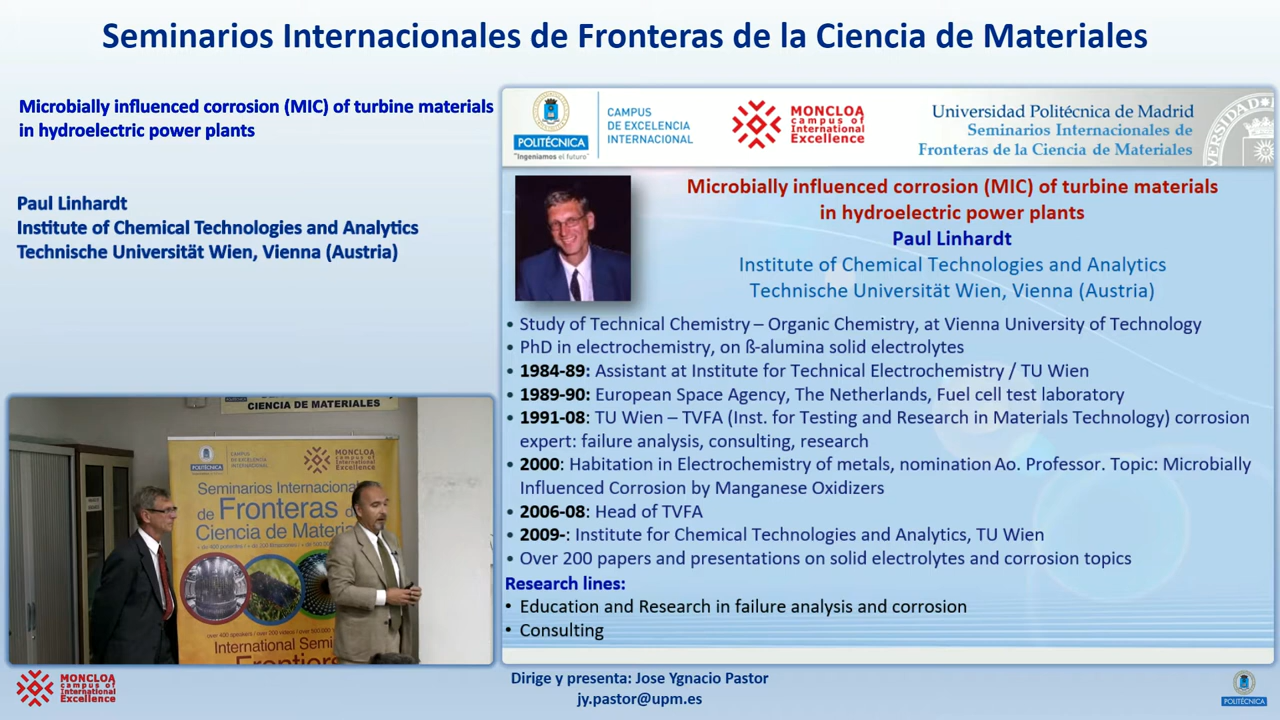 Seminarios Internacionales de Fronteras de la Ciencia de Materiales
Microbially influenced corrosion (MIC) of turbine materials
in hydroelectric power plants
Paul Linhardt
Institute of Chemical Technologies and Analytics
Technische Universität Wien, Vienna (Austria)
POLITÉCNICA
"Ingeniamos el futuro"
CAMPUS
DE EXCELENCIA
INTERNACIONAL
MONCLOA
campus of
International
Excellence
Universidad Politécnica de Madrid
Seminarios Internacionales de
Fronteras de la Ciencia de Materiales
Microbially influenced corrosion (MIC) of turbine materials
in hydroelectric power plants
Paul Linhardt
Institute of Chemical Technologies and Analytics
Technische Universität Wien, Vienna (Austria)
• Study of Technical Chemistry – Organic Chemistry, at Vienna University of Technology
• PhD in electrochemistry, on ß-alumina solid electrolytes
• 1984-89: Assistant at Institute for Technical Electrochemistry / TU Wien
• 1989-90: European Space Agency, The Netherlands, Fuel cell test laboratory
• 1991-08: TU Wien – TVFA (Inst. for Testing and Research in Materials Technology) corrosion
expert: failure analysis, consulting, research
• 2000: Habitation in Electrochemistry of metals, nomination Ao. Professor. Topic: Microbially
Influenced Corrosion by Manganese Oxidizers
• 2006-08: Head of TVFA
• 2009-: Institute for Chemical Technologies and Analytics, TU Wien
• Over 200 papers and presentations on solid electrolytes and corrosion topics
Research lines:
• Education and Research in failure analysis and corrosion
• Consulting
CIENCIA DE MATERIALES
POLITÉCNICA
CAMPUS
DE EXCELENCIA
INTERNACIONAL
MONCLOA
campus of
International
Excellence
Seminarios Internacional
de Fronteras d
Ciencia de Materia
International Semi
Frontiers
MONCLOA
campus of
International
Excellence
Dirige y presenta: Jose Ygnacio Pastor
jy.pastor@upm.es
POLITÉCNICA